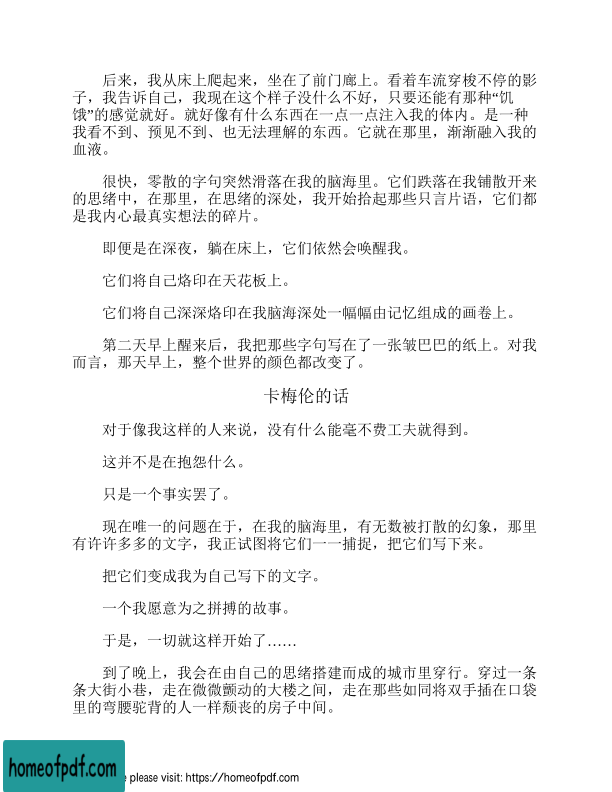 后来，我从床上爬起来，坐在了前门廊上。看着车流穿梭不停的影
子，我告诉自己，我现在这个样子没什么不好，只要还能有那种“饥
饿”的感觉就好。就好像有什么东西在一点一点注入我的体内。是一种
我看不到、预见不到、也无法理解的东西。它就在那里，渐渐融入我的
血液。
很快，零散的字句突然滑落在我的脑海里。它们跌落在我铺散开来
的思绪中，在那里，在思绪的深处，我开始拾起那些只言片语，它们都
是我内心最真实想法的碎片。
即便是在深夜，躺在床上，它们依然会唤醒我。
它们将自己烙印在天花板上。
它们将自己深深烙印在我脑海深处一幅幅由记忆组成的画卷上。
第二天早上醒来后，我把那些字句写在了一张皱巴巴的纸上。对我
而言，那天早上，整个世界的颜色都改变了。
卡梅伦的话
对于像我这样的人来说，没有什么能毫不费工夫就得到。
这并不是在抱怨什么。
只是一个事实罢了。
现在唯一的问题在于，在我的脑海里，有无数被打散的幻象，那里
有许许多多的文字，我正试图将它们一一捕捉，把它们写下来。
把它们变成我为自己写下的文字。
一个我愿意为之拼搏的故事。
于是，一切就这样开始了……
到了晚上，我会在由自己的思绪搭建而成的城市里穿行。穿过一条
条大街小巷，走在微微颤动的大楼之间，走在那些如同将双手插在口袋
里的弯腰驼背的人一样颓丧的房子中间。
homeofpdf.com
please visit: https://homeofpdf.com